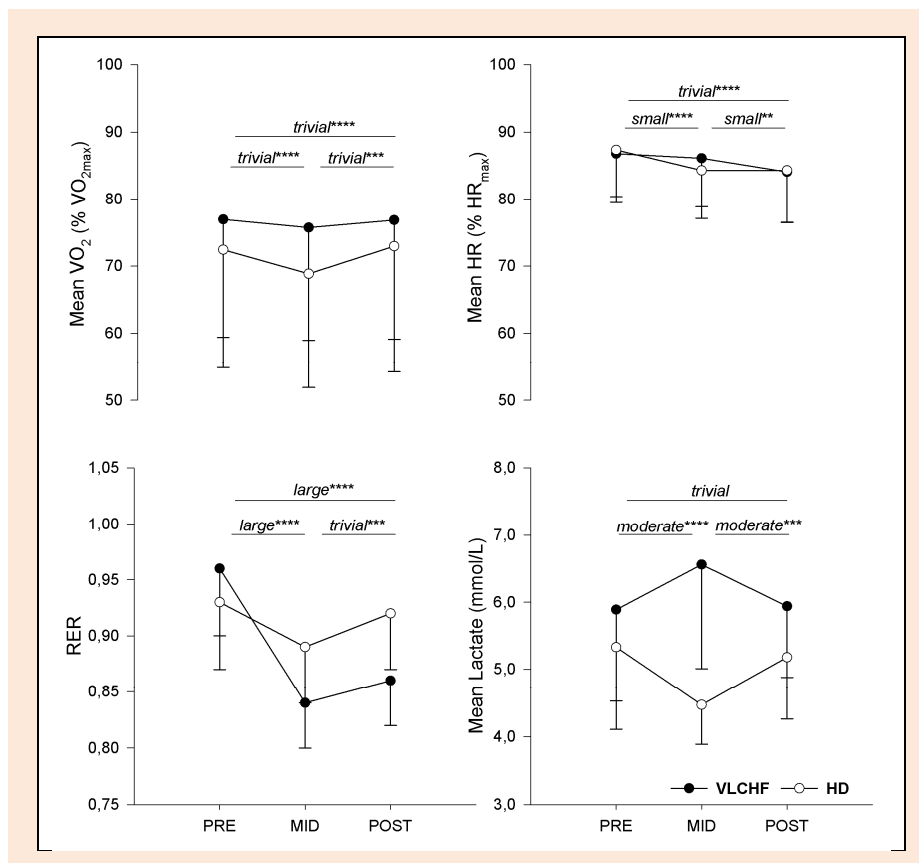 100
90
80
70
60
50
Mean VO2 (% VO2max)
trivial****
trivial**** trivial***
100
90
80
70
60
50
Mean HR (% HRmax)
trivial****
small**** small**
1,05
1,00
0,95
0,90
0,85
0,80
0,75
RER
large****
large**** trivial***
PRE MID POST
8,0
7,0
6,0
5,0
4,0
3,0
Mean Lactate (mmol/L)
trivial
moderate**** moderate***
VLCHF HD
PRE MID POST